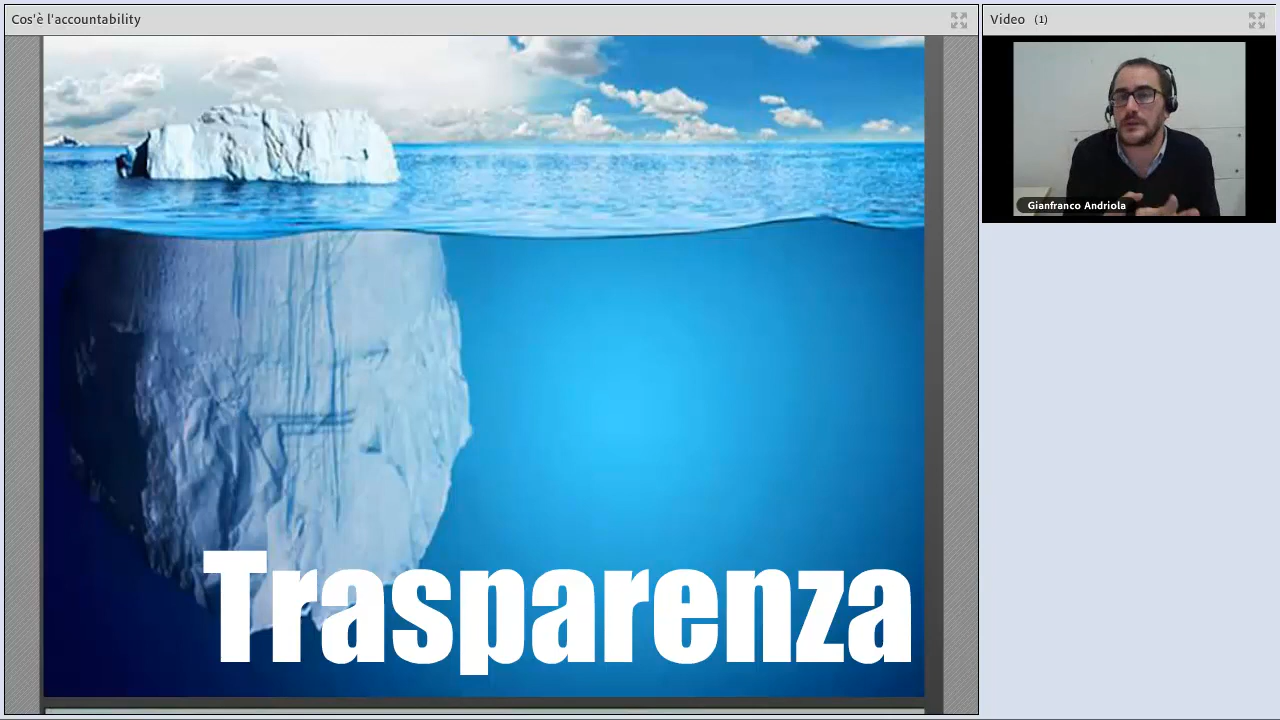 Cos'è l'accountability
Video (1)
Gianfranco Andriola
Trasparenza